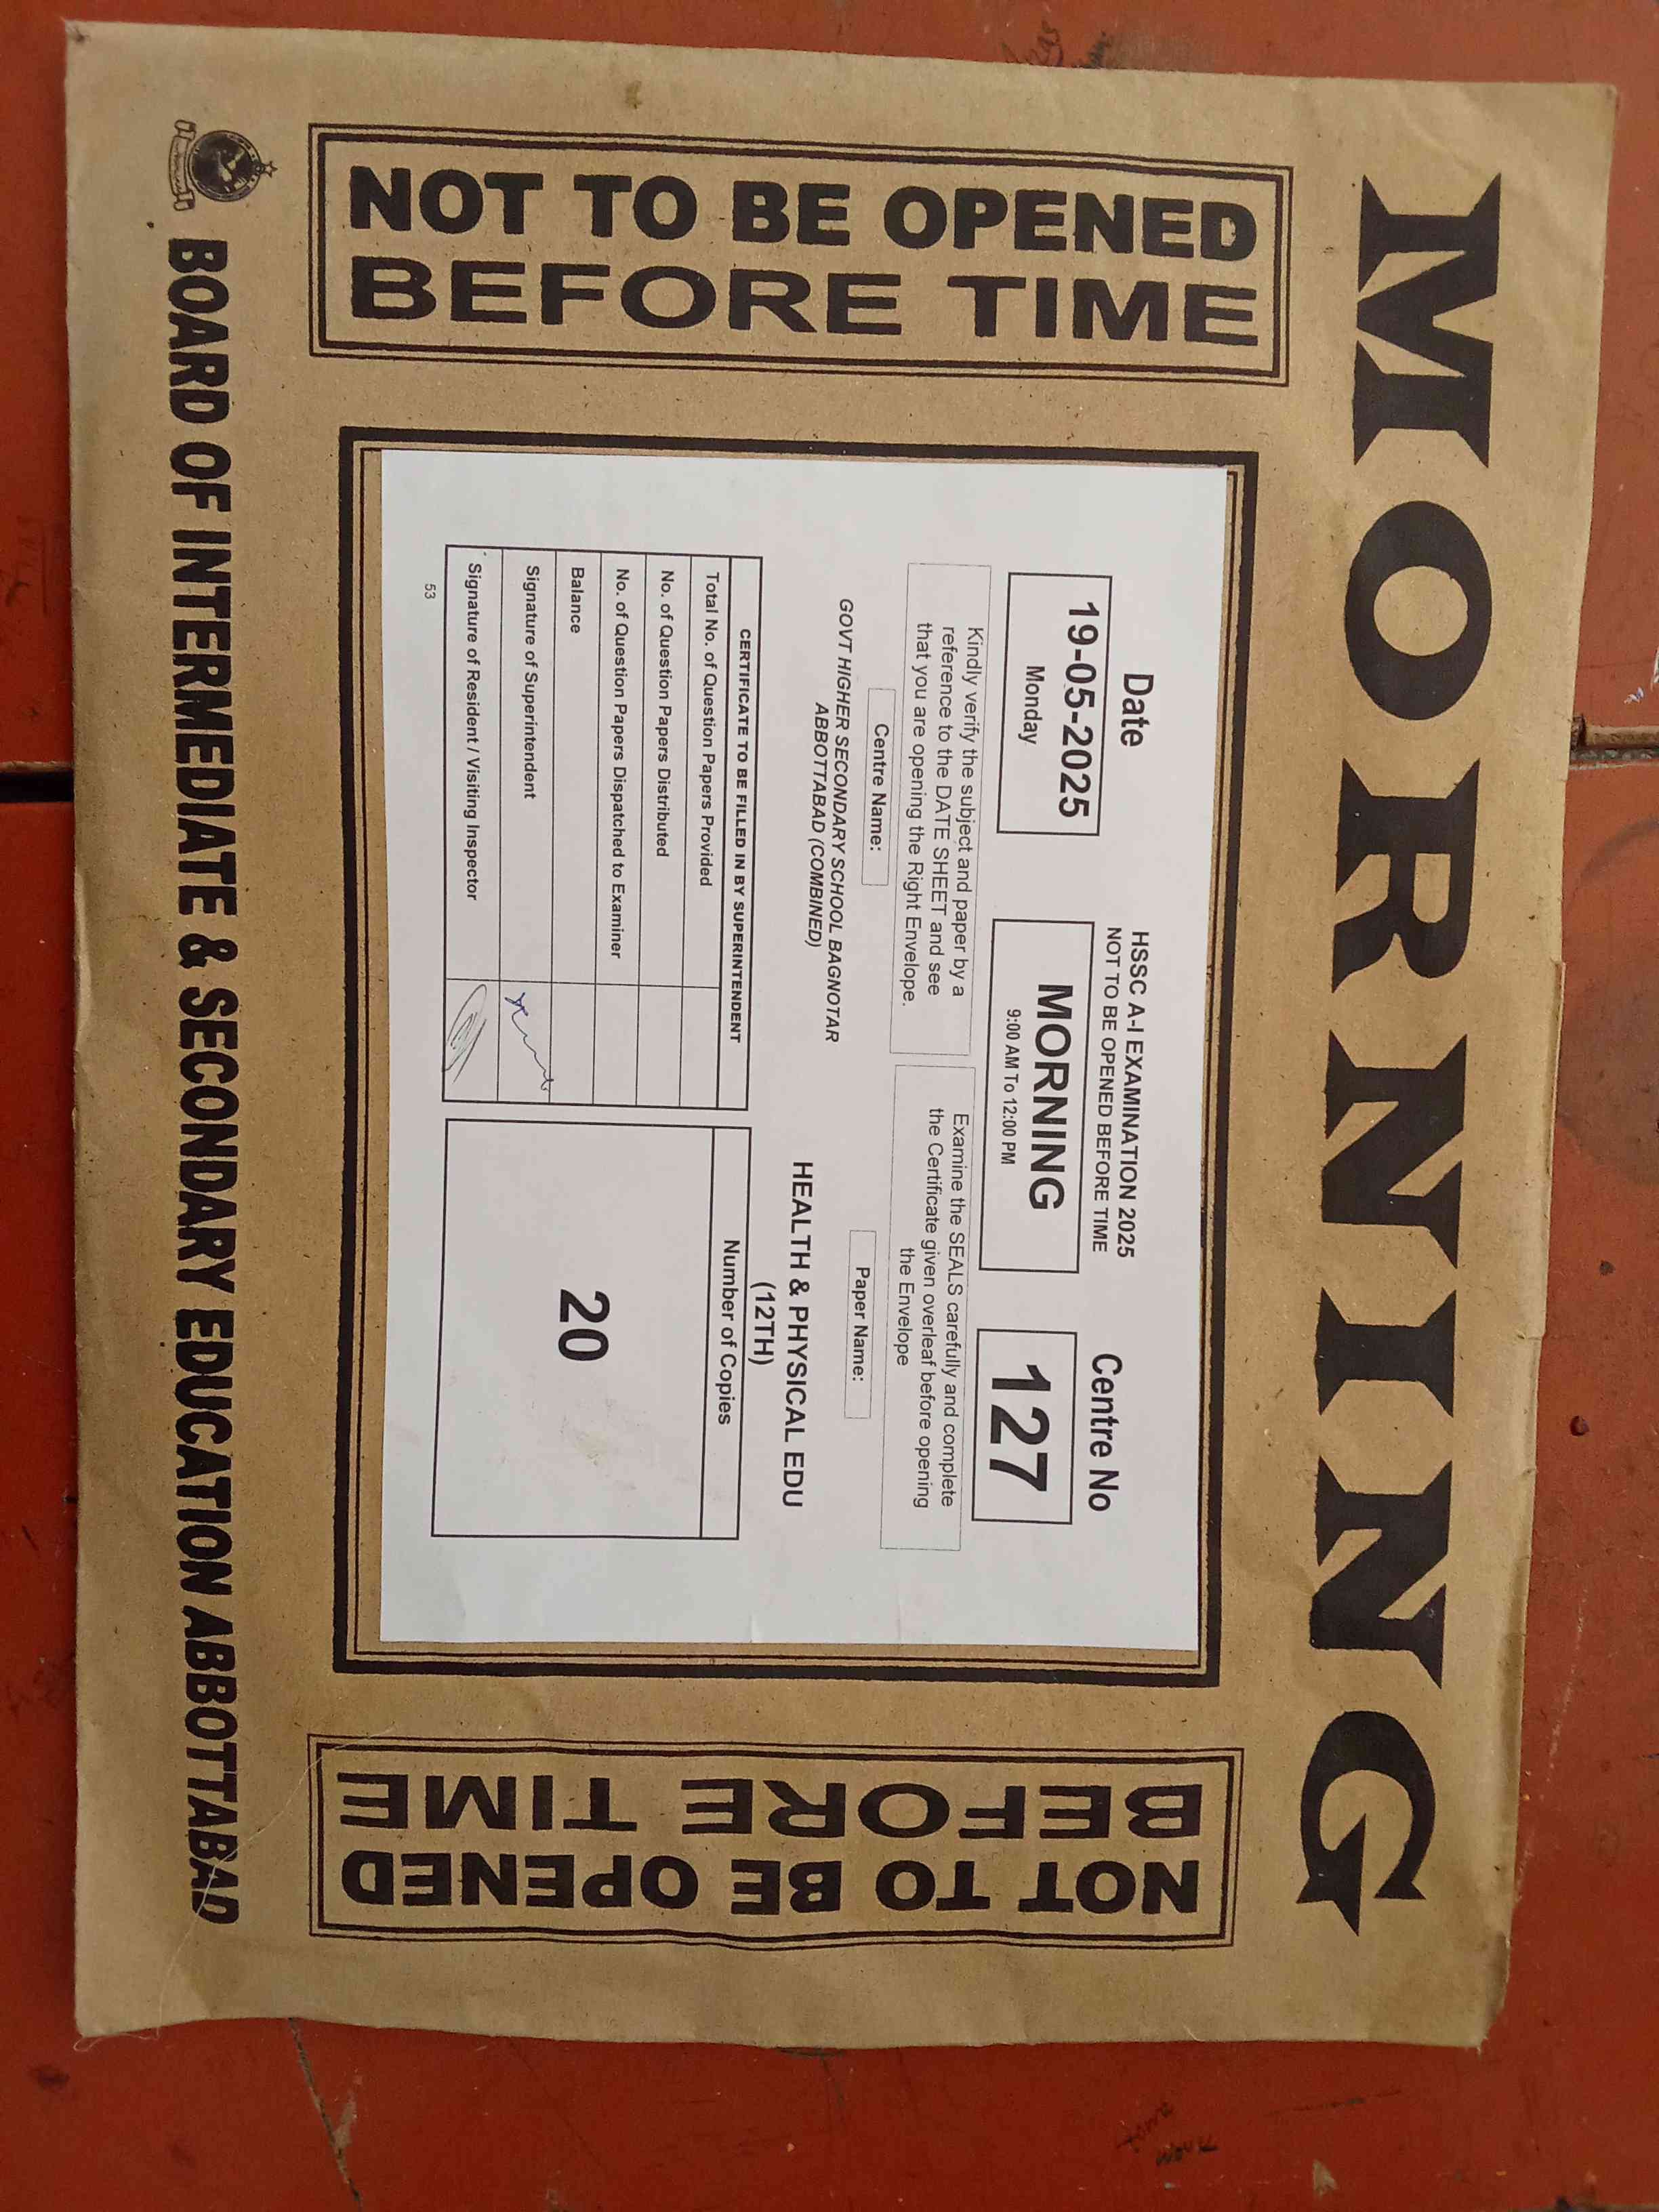 MORNING
NOT TO BE OPENED
BEFORE TIME
Date
19-05-2025
Monday
HSSC A-I EXAMINATION 2025
NOT TO BE OPENED BEFORE TIME
MORNING
9:00 AM To 12:00 PM
Centre No
127
Kindly verify the subject and paper by a
reference to the DATE SHEET and see
that you are opening the Right Envelope.
Examine the SEALS carefully and complete
the Certificate given overleaf before opening
the Envelope
Centre Name:
GOVT HIGHER SECONDARY SCHOOL BAGNOTAR
ABBOTTABAD (COMBINED)
Paper Name:
HEALTH & PHYSICAL EDU
(12TH)
CERTIFICATE TO BE FILLED IN BY SUPERINTENDENT
Total No. of Question Papers Provided
No. of Question Papers Distributed
No. of Question Papers Dispatched to Examiner
Balance
Signature of Superintendent
Signature of Resident / Visiting Inspector
Number of Copies
20
53
NOT TO BE OPENED
BEFORE TIME
BOARD OF INTERMEDIATE & SECONDARY EDUCATION ABBOTTABAD